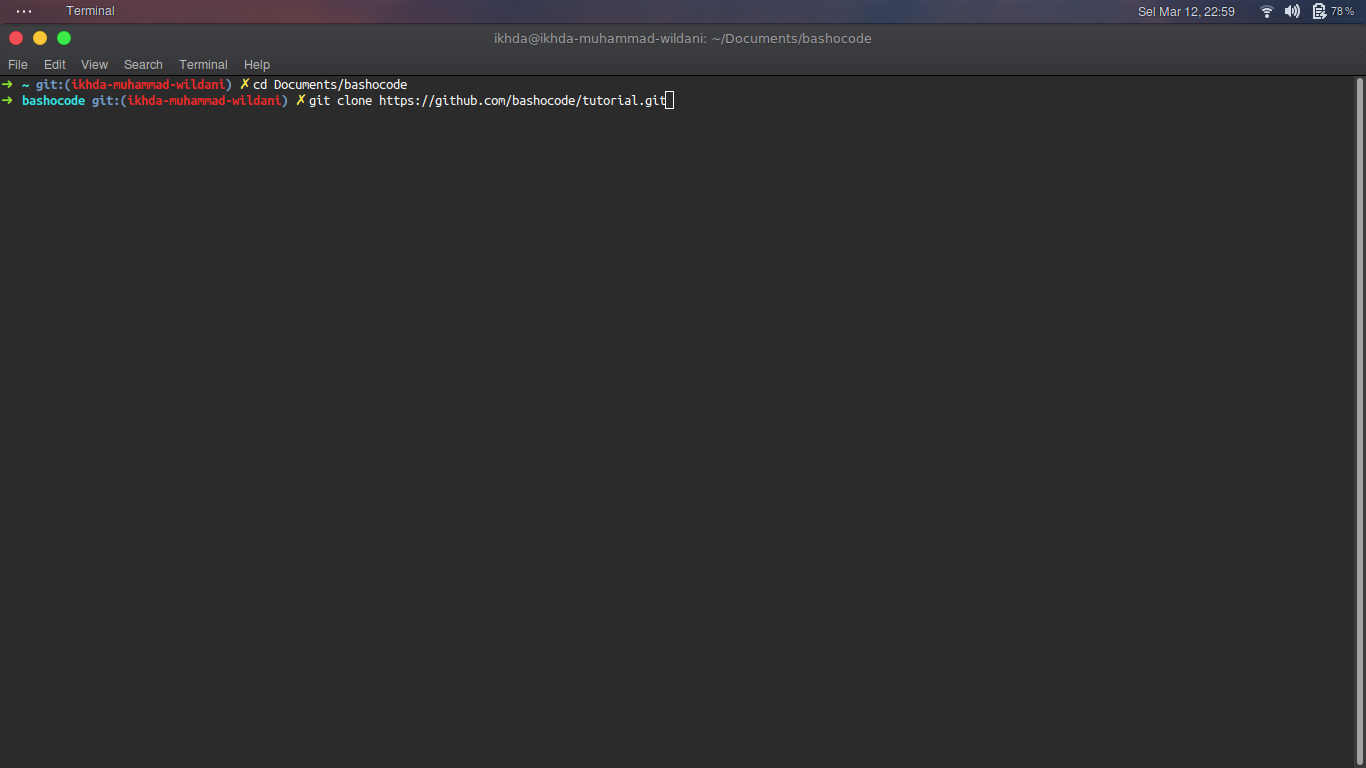 ... Terminal Sel Mar 12, 22:59 78 %
ikhda@ikhda-muhammad-wildani: ~/Documents/bashocode
File Edit View Search Terminal Help
➜ ~ git:(ikhda-muhammad-wildani) ✗ cd Documents/bashocode
➜ bashocode git:(ikhda-muhammad-wildani) ✗ git clone https://github.com/bashocode/tutorial.git